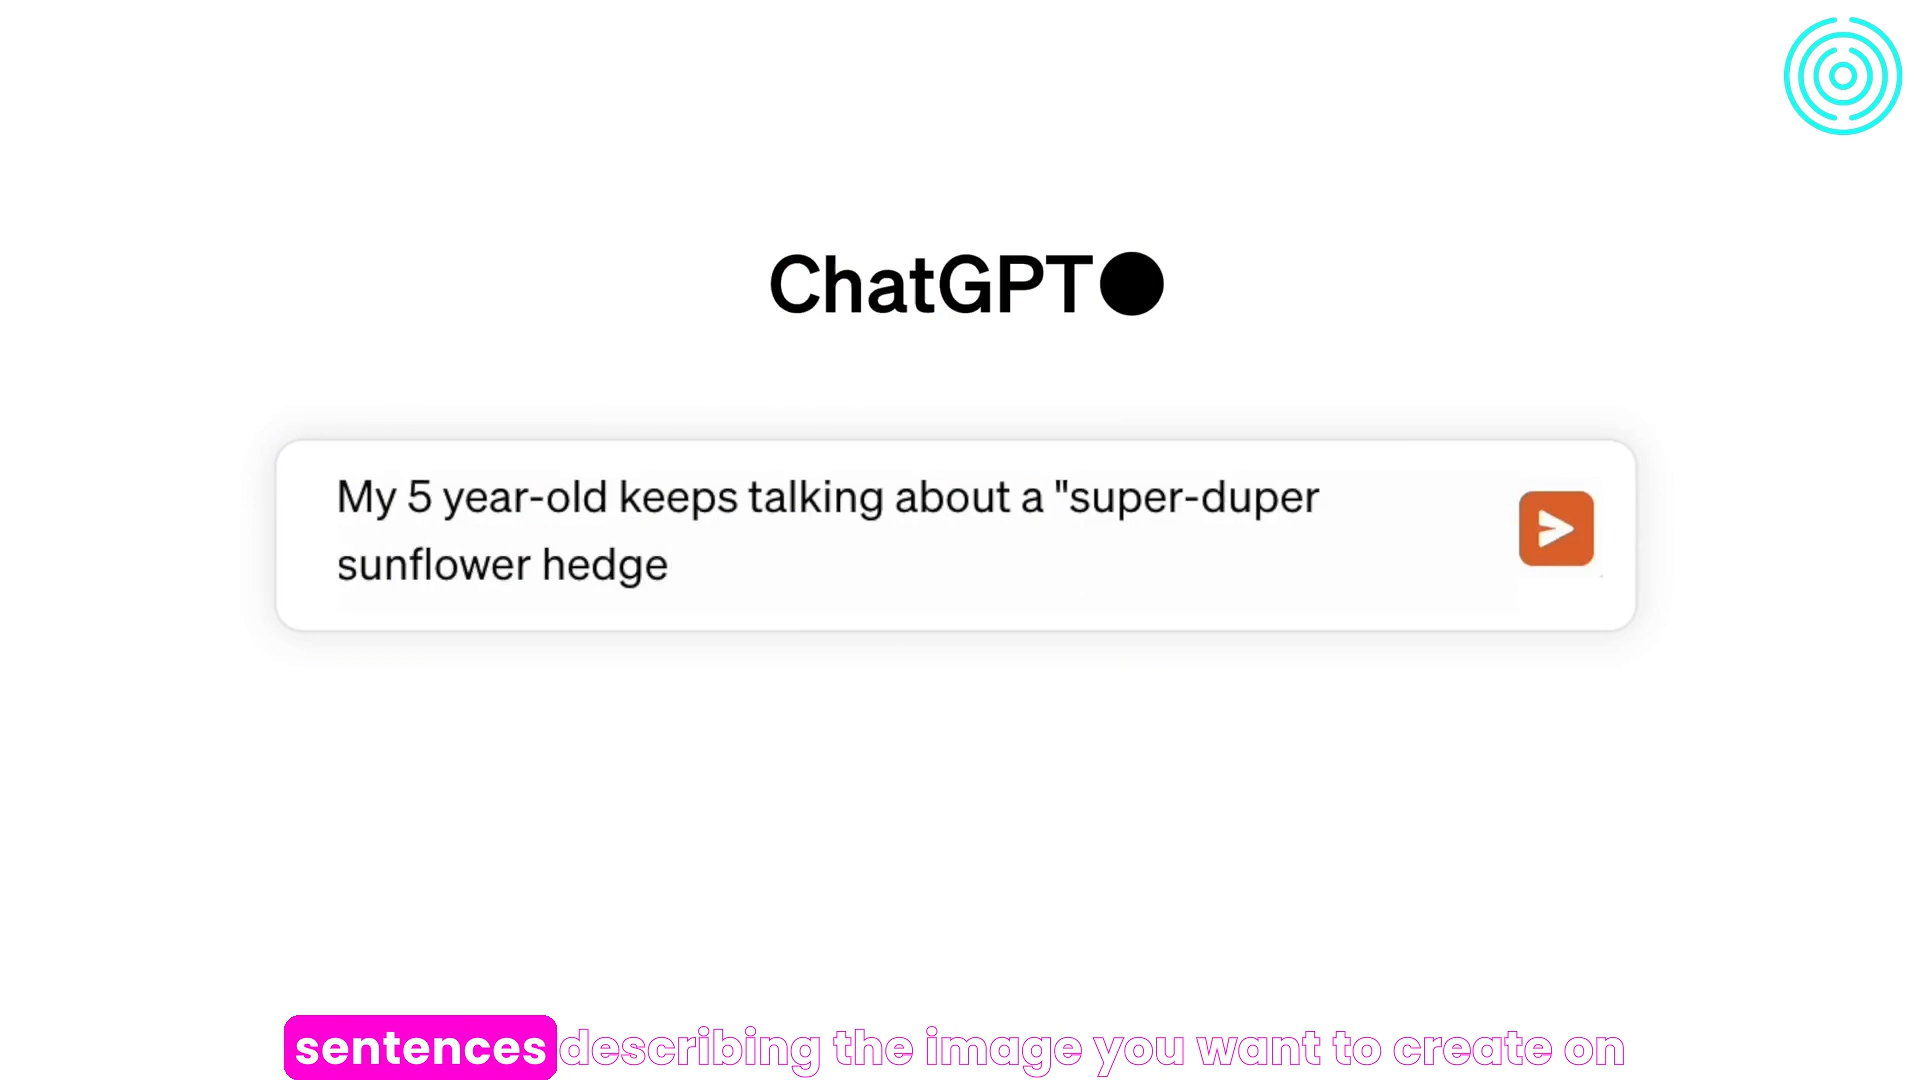 ChatGPT
My 5 year-old keeps talking about a "super-duper
sunflower hedge
sentences describing the image you want to create on